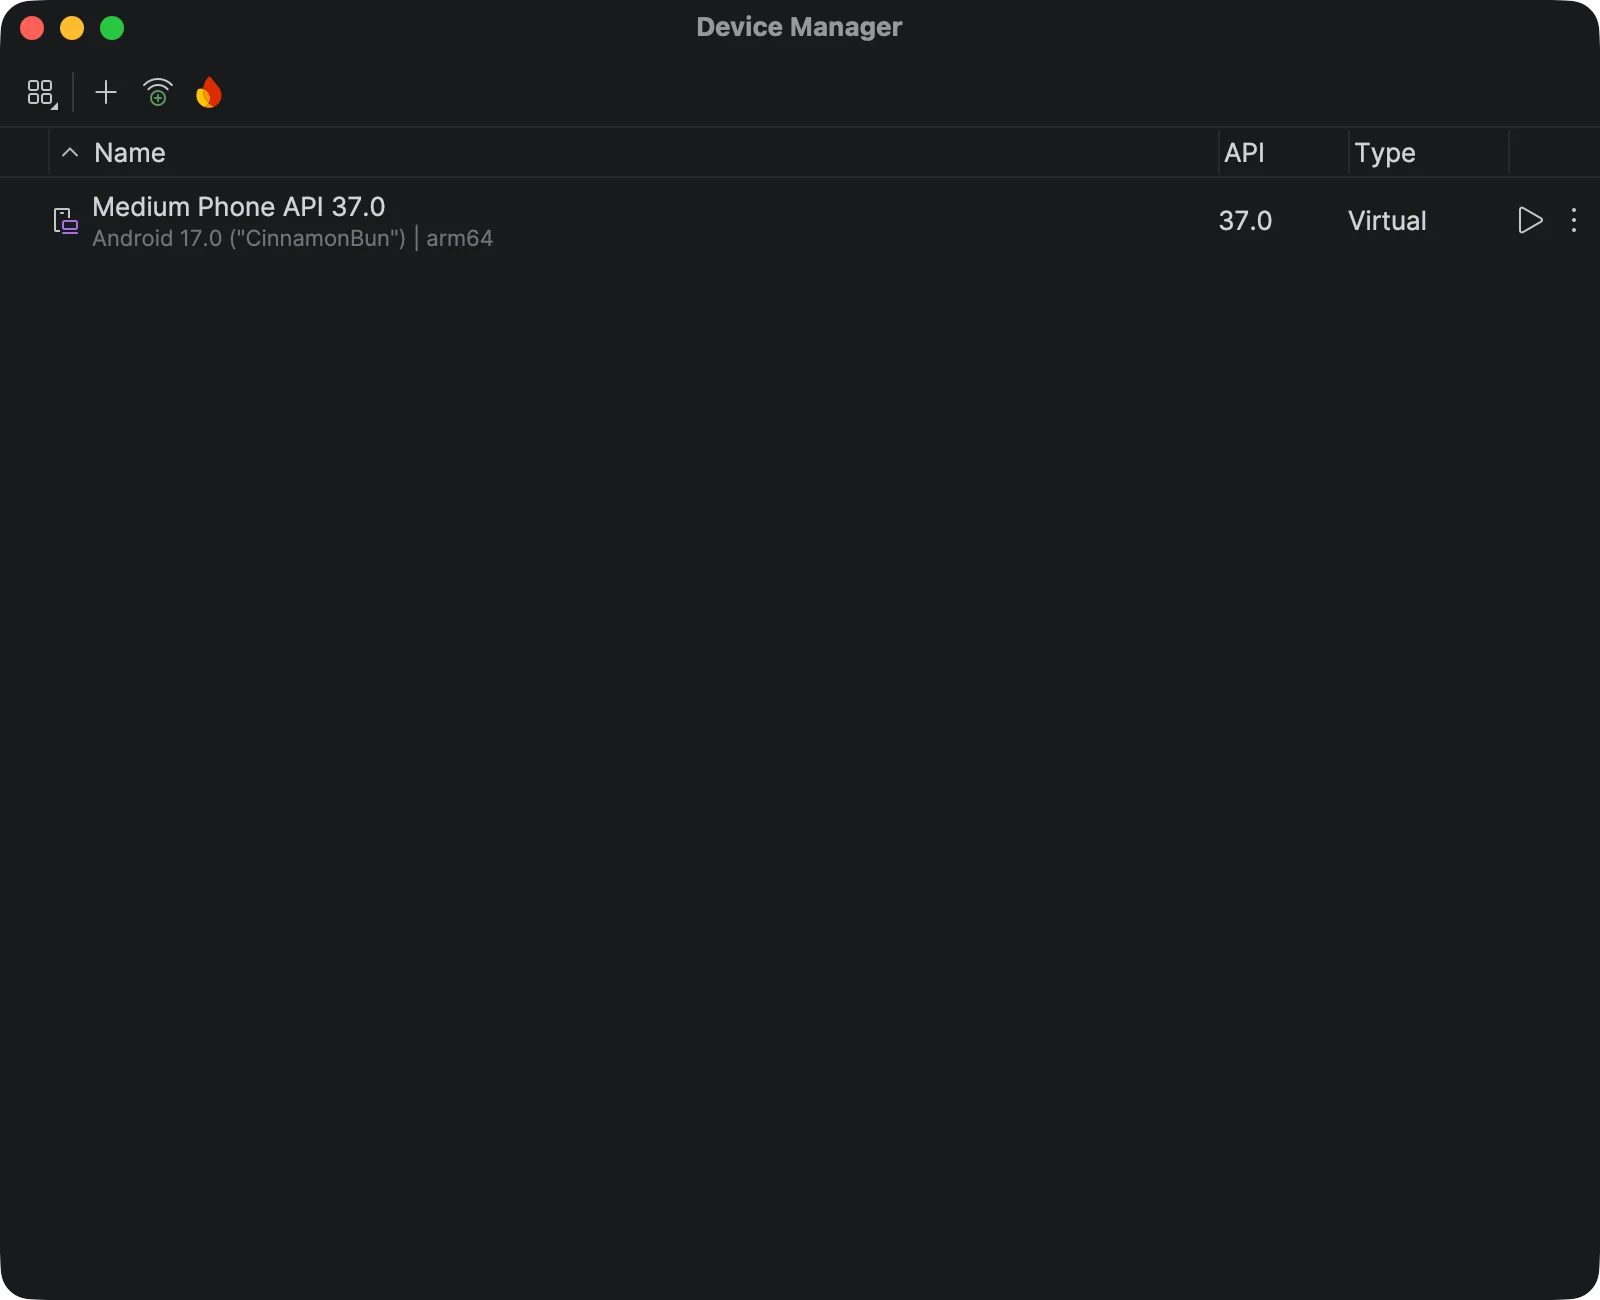 Device Manager
Name API Type
Medium Phone API 37.0
Android 17.0 ("CinnamonBun") | arm64
37.0 Virtual